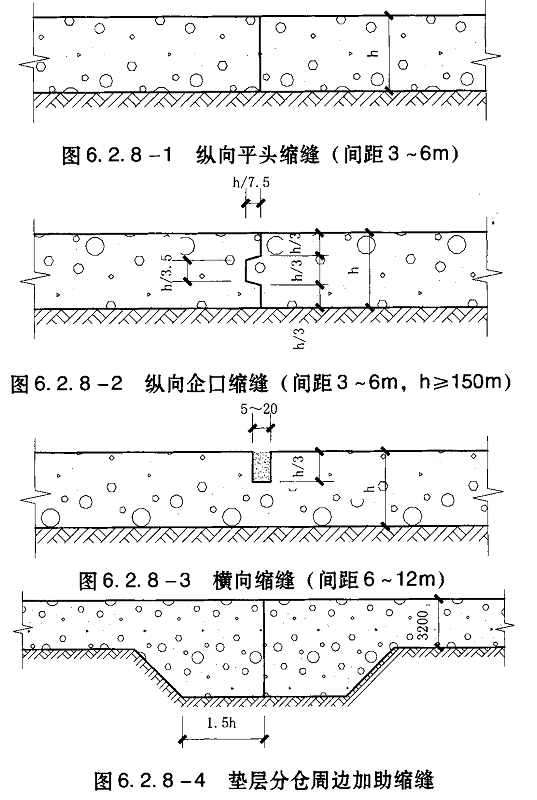 h
图6.2.8-1 纵向平头缩缝（间距3~6m）
h/7.5
h/3
h/3.5
h/3
h
h/3
图6.2.8-2 纵向企口缩缝（间距3~6m，h≥150m）
5~20
h/3
h
图6.2.8-3 横向缩缝（间距6~12m）
3200
1.5h
图6.2.8-4 垫层分仓周边加助缩缝